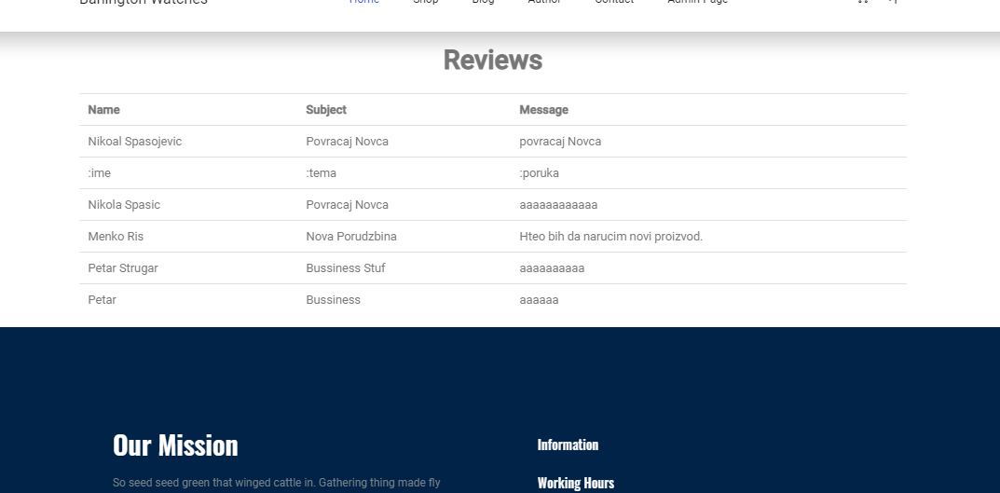 Barlington Watches Home Shop Blog Author Contact Admin Page
Reviews
Name Subject Message
Nikoal Spasojevic Povracaj Novca povracaj Novca
:ime :tema :poruka
Nikola Spasic Povracaj Novca aaaaaaaaaaaa
Menko Ris Nova Porudzbina Hteo bih da narucim novi proizvod.
Petar Strugar Bussiness Stuf aaaaaaaaaa
Petar Bussiness aaaaaa
Our Mission
Information
So seed seed green that winged cattle in. Gathering thing made fly
Working Hours